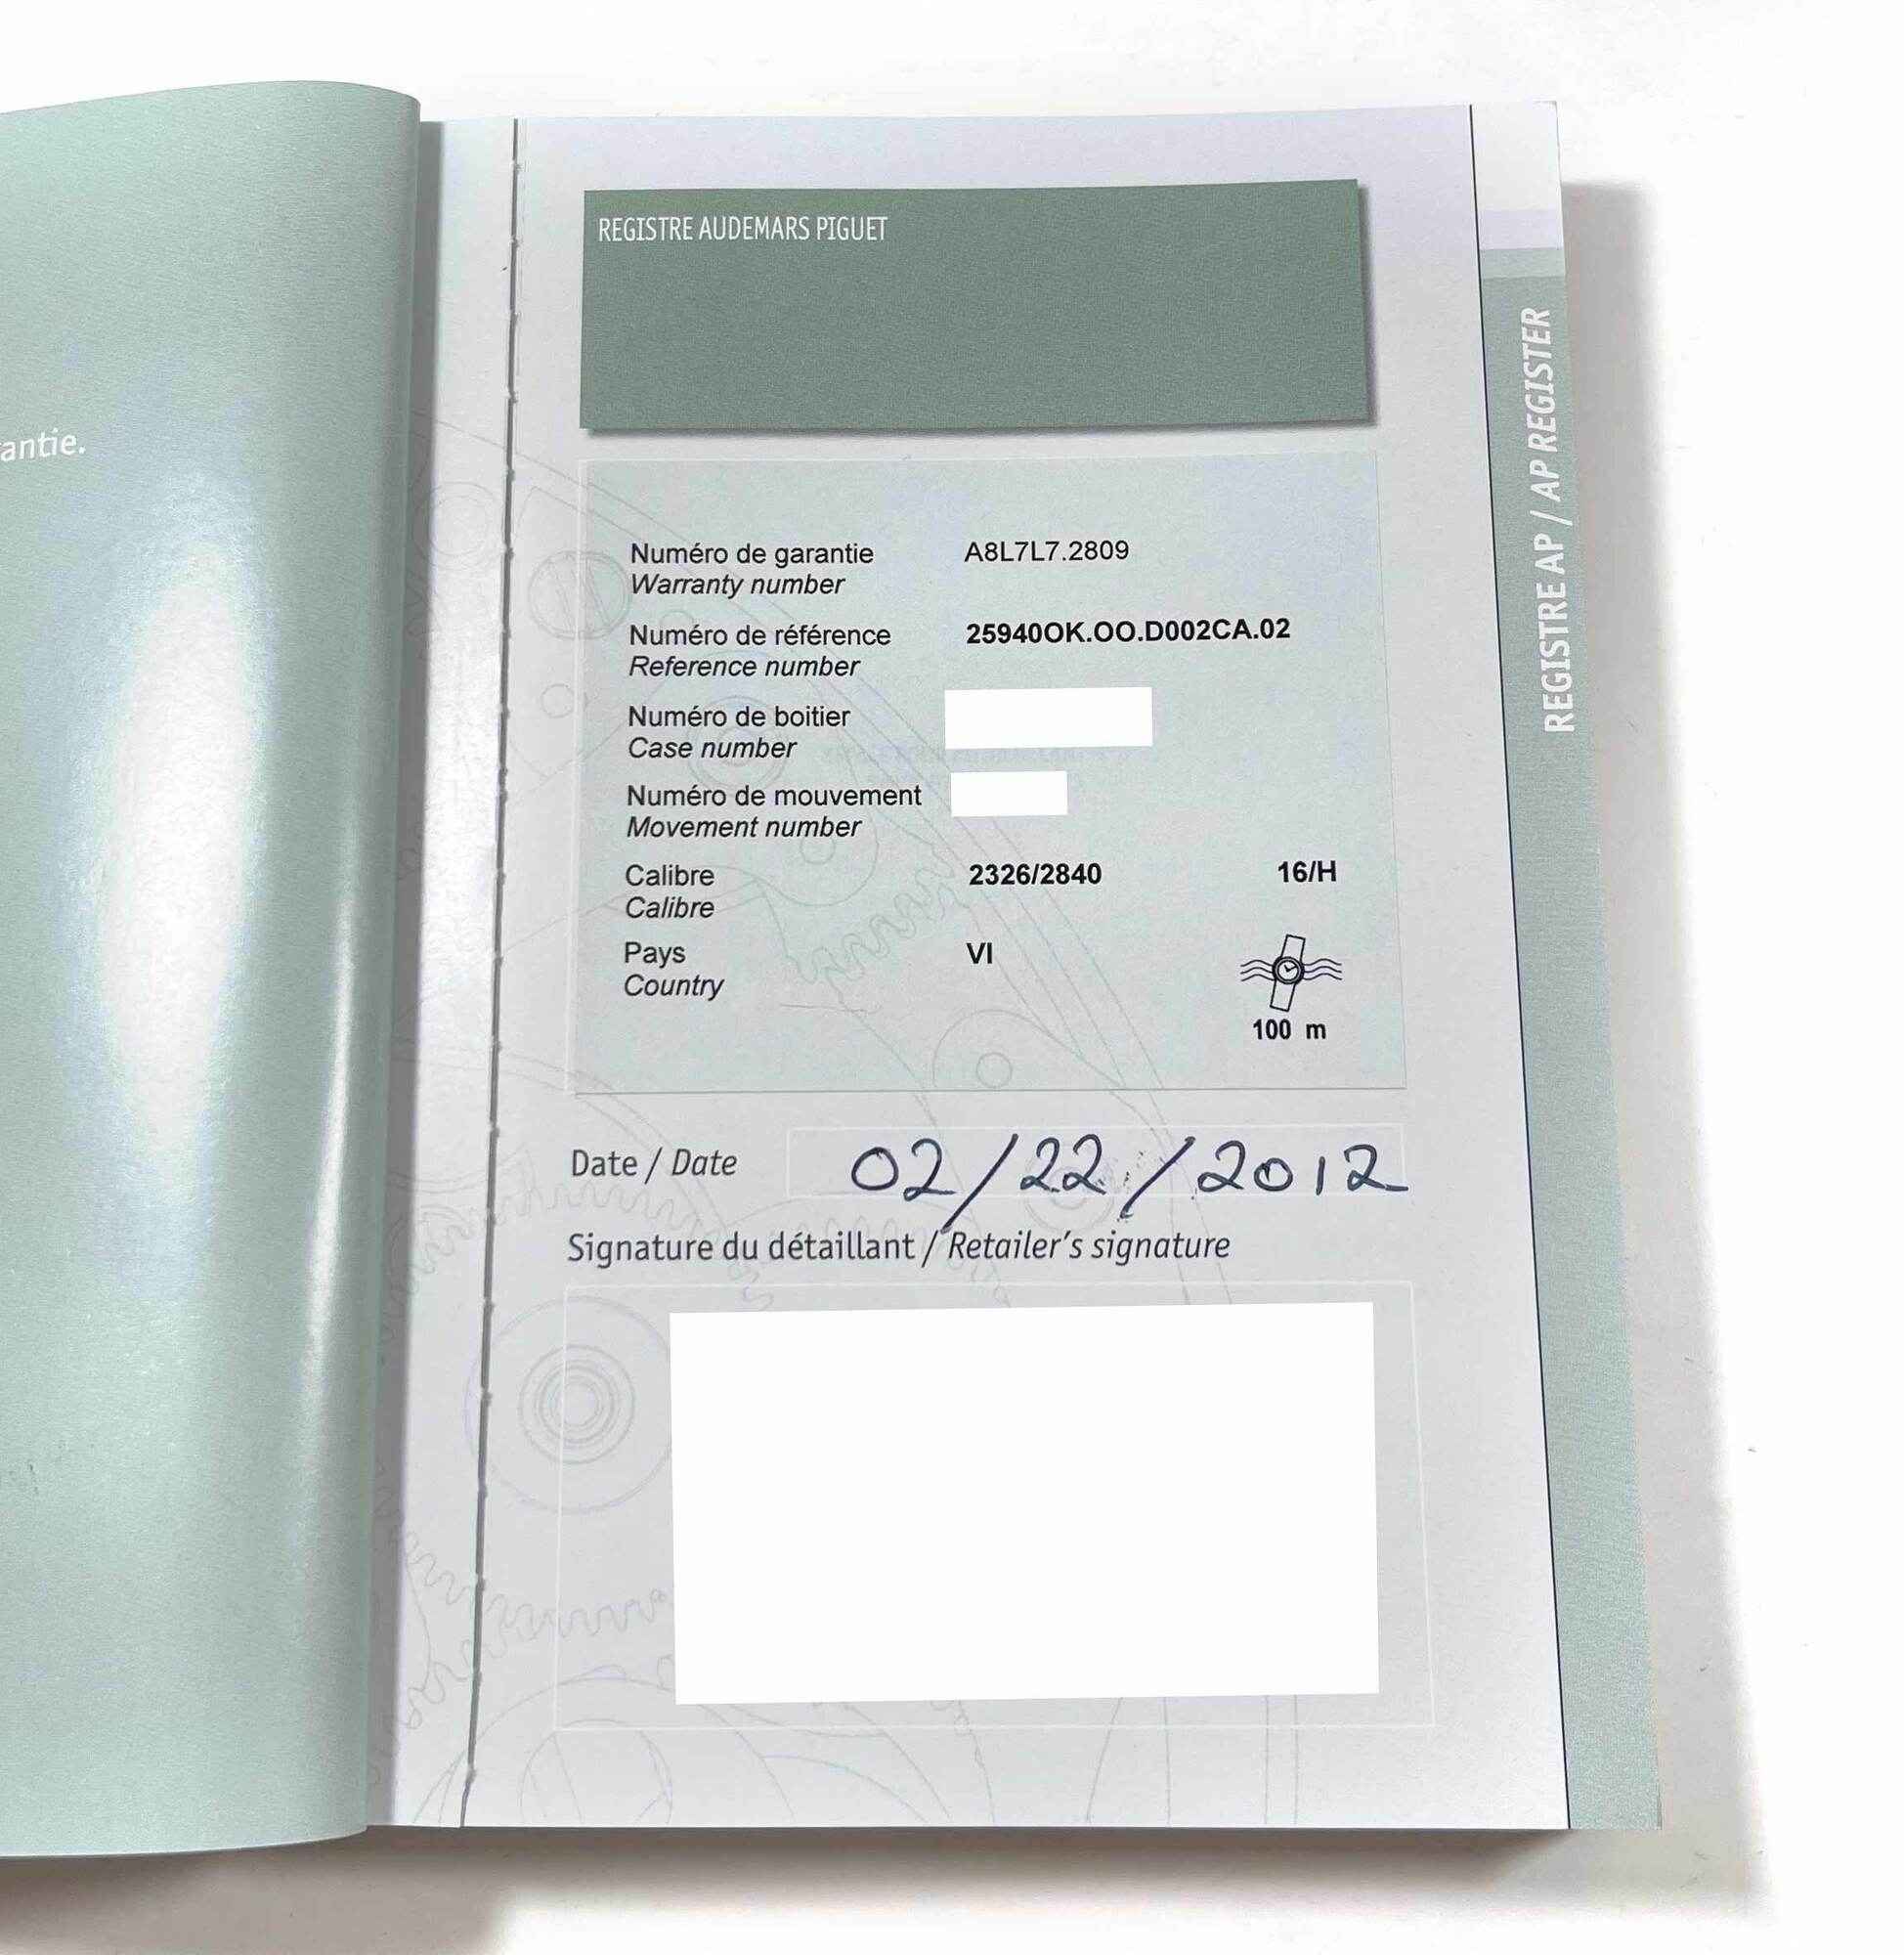 antie.
REGISTRE AUDEMARS PIGUET
Numéro de garantie A8L7L7.2809
Warranty number
Numéro de référence 25940OK.OO.D002CA.02
Reference number
Numéro de boitier
Case number
Numéro de mouvement
Movement number
Calibre 2326/2840 16/H
Calibre
Pays VI
Country
100 m
Date / Date 02/22/2012
Signature du détaillant / Retailer's signature
REGISTRE AP / AP REGISTER